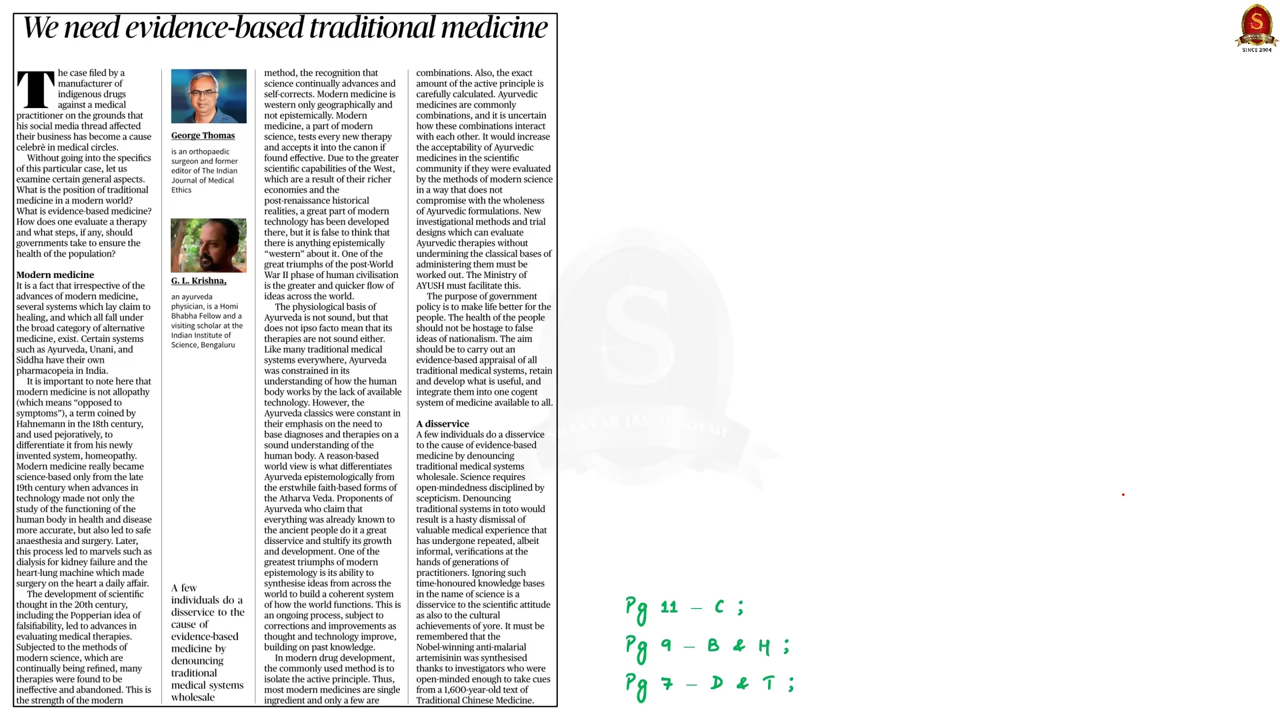 We need evidence-based traditional medicine
The case filed by a
manufacturer of
indigenous drugs
against a medical
practitioner on the grounds that
his social media thread affected
their business has become a cause
celebrè in medical circles.
Without going into the specifics
of this particular case, let us
examine certain general aspects.
What is the position of traditional
medicine in a modern world?
What is evidence-based medicine?
How does one evaluate a therapy
and what steps, if any, should
governments take to ensure the
health of the population?
Modern medicine
It is a fact that irrespective of the
advances of modern medicine,
several systems which lay claim to
healing, and which all fall under
the broad category of alternative
medicine, exist. Certain systems
such as Ayurveda, Unani, and
Siddha have their own
pharmacopeia in India.
It is important to note here that
modern medicine is not allopathy
(which means “opposed to
symptoms”), a term coined by
Hahnemann in the 18th century,
and used pejoratively, to
differentiate it from his newly
invented system, homeopathy.
Modern medicine really became
science-based only from the late
19th century when advances in
technology made not only the
study of the functioning of the
human body in health and disease
more accurate, but also led to safe
anaesthesia and surgery. Later,
this process led to marvels such as
dialysis for kidney failure and the
heart-lung machine which made
surgery on the heart a daily affair.
The development of scientific
thought in the 20th century,
including the Popperian idea of
falsifiability, led to advances in
evaluating medical therapies.
Subjected to the methods of
modern science, which are
continually being refined, many
therapies were found to be
ineffective and abandoned. This is
the strength of the modern
George Thomas
is an orthopaedic
surgeon and former
editor of The Indian
Journal of Medical
Ethics
G. L. Krishna,
an ayurveda
physician, is a Homi
Bhabha Fellow and a
visiting scholar at the
Indian Institute of
Science, Bengaluru
A few
individuals do a
disservice to the
cause of
evidence-based
medicine by
denouncing
traditional
medical systems
wholesale
method, the recognition that
science continually advances and
self-corrects. Modern medicine is
western only geographically and
not epistemically. Modern
medicine, a part of modern
science, tests every new therapy
and accepts it into the canon if
found effective. Due to the greater
scientific capabilities of the West,
which are a result of their richer
economies and the
post-renaissance historical
realities, a great part of modern
technology has been developed
there, but it is false to think that
there is anything epistemically
“western” about it. One of the
great triumphs of the post-World
War II phase of human civilisation
is the greater and quicker flow of
ideas across the world.
The physiological basis of
Ayurveda is not sound, but that
does not ipso facto mean that its
therapies are not sound either.
Like many traditional medical
systems everywhere, Ayurveda
was constrained in its
understanding of how the human
body works by the lack of available
technology. However, the
Ayurveda classics were constant in
their emphasis on the need to
base diagnoses and therapies on a
sound understanding of the
human body. A reason-based
world view is what differentiates
Ayurveda epistemologically from
the erstwhile faith-based forms of
the Atharva Veda. Proponents of
Ayurveda who claim that
everything was already known to
the ancient people do it a great
disservice and stultify its growth
and development. One of the
greatest triumphs of modern
epistemology is its ability to
synthesise ideas from across the
world to build a coherent system
of how the world functions. This is
an ongoing process, subject to
corrections and improvements as
thought and technology improve,
building on past knowledge.
In modern drug development,
the commonly used method is to
isolate the active principle. Thus,
most modern medicines are single
ingredient and only a few are
combinations. Also, the exact
amount of the active principle is
carefully calculated. Ayurvedic
medicines are commonly
combinations, and it is uncertain
how these combinations interact
with each other. It would increase
the acceptability of Ayurvedic
medicines in the scientific
community if they were evaluated
by the methods of modern science
in a way that does not
compromise with the wholeness
of Ayurvedic formulations. New
investigational methods and trial
designs which can evaluate
Ayurvedic therapies without
undermining the classical bases of
administering them must be
worked out. The Ministry of
AYUSH must facilitate this.
The purpose of government
policy is to make life better for the
people. The health of the people
should not be hostage to false
ideas of nationalism. The aim
should be to carry out an
evidence-based appraisal of all
traditional medical systems, retain
and develop what is useful, and
integrate them into one cogent
system of medicine available to all.
A disservice
A few individuals do a disservice
to the cause of evidence-based
medicine by denouncing
traditional medical systems
wholesale. Science requires
open-mindedness disciplined by
scepticism. Denouncing
traditional systems in toto would
result is a hasty dismissal of
valuable medical experience that
has undergone repeated, albeit
informal, verifications at the
hands of generations of
practitioners. Ignoring such
time-honoured knowledge bases
in the name of science is a
disservice to the scientific attitude
as also to the cultural
achievements of yore. It must be
remembered that the
Nobel-winning anti-malarial
artemisinin was synthesised
thanks to investigators who were
open-minded enough to take cues
from a 1,600-year-old text of
Traditional Chinese Medicine.
S
SINCE 2004
S
SHANKAR IAS ACADEMY
Pg 11 – C ;
Pg 9 – B & H ;
Pg 7 – D & T ;